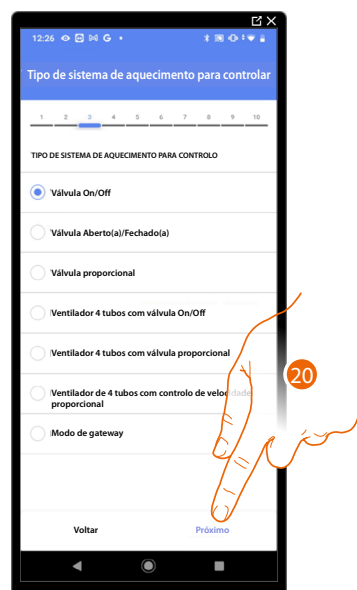 12:26 G
Tipo de sistema de aquecimento para controlar
1 2 3 4 5 6 7 8 9 10
TIPO DE SISTEMA DE AQUECIMENTO PARA CONTROLO
Válvula On/Off
Válvula Aberto(a)/Fechado(a)
Válvula proporcional
Ventilador 4 tubos com válvula On/Off
Ventilador 4 tubos com válvula proporcional
Ventilador de 4 tubos com controlo de velocidade
proporcional
20
Modo de gateway
Voltar Próximo